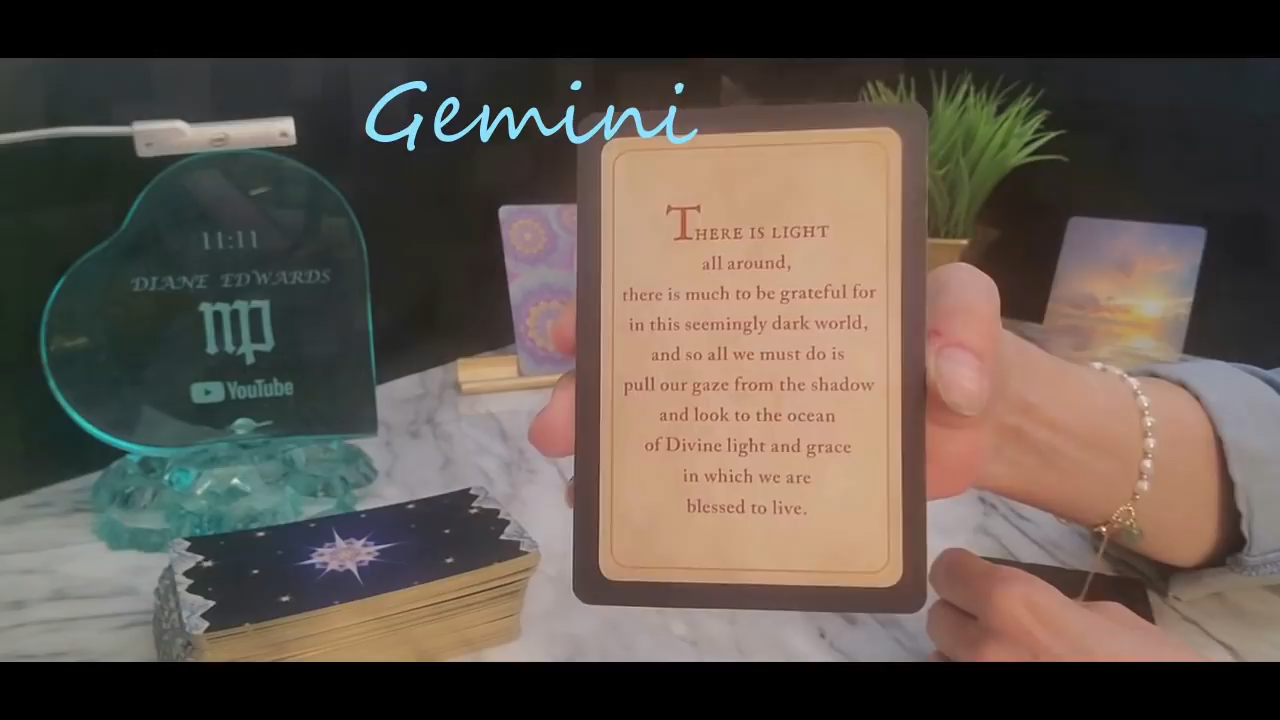 Gemini
11:11
DIANE EDWARDS
YouTube
THERE IS LIGHT
all around,
there is much to be grateful for
in this seemingly dark world,
and so all we must do is
pull our gaze from the shadow
and look to the ocean
of Divine light and grace
in which we are
blessed to live.